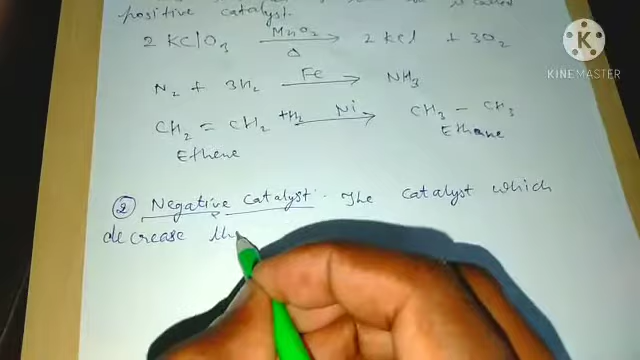 positive catalyst.
2 KClO3 MnO2 Δ 2 KCl + 3O2
N2 + 3H2 Fe NH3
CH2 = CH2 +H2 Ni CH3 - CH3
Ethene Ethane
② Negative catalyst. The catalyst which
decrease the
K
KINEMASTER